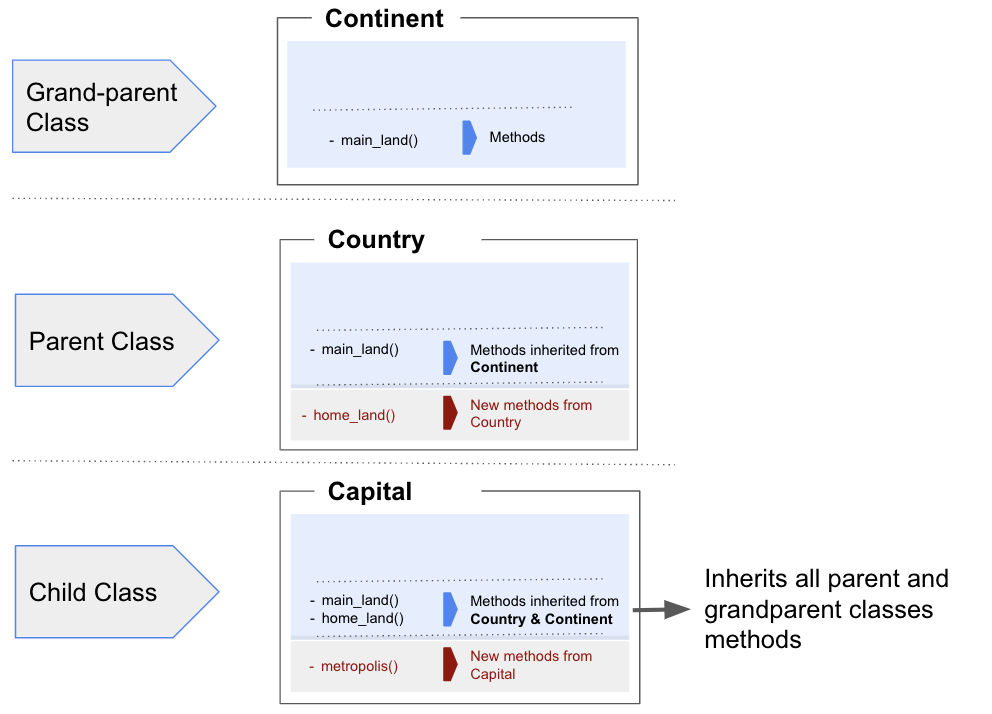 Continent
Grand-parent
Class
- main_land()
Methods
Country
Parent Class
- main_land()
Methods inherited from
Continent
- home_land()
New methods from
Country
Capital
Child Class
- main_land()
- home_land()
Methods inherited from
Country & Continent
Inherits all parent and
grandparent classes
methods
- metropolis()
New methods from
Capital